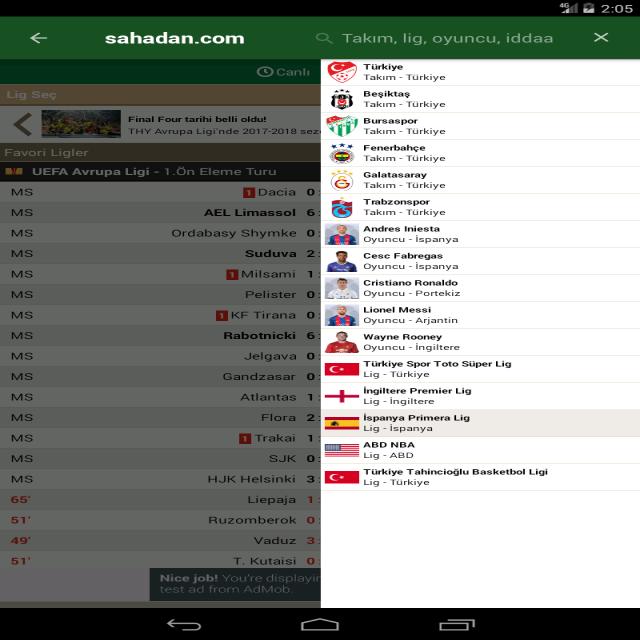 4G 2:05
sahadan.com
Takım, lig, oyuncu, iddaa
Canlı
Lig Seç
Final Four tarihi belli oldu!
THY Avrupa Ligi'nde 2017-2018 sez
Favori Ligler
UEFA Avrupa Ligi - 1.Ön Eleme Turu
MS 1 Dacia 0:
MS AEL Limassol 6:
MS Ordabasy Shymke 0:
MS Suduva 2:
MS 1 Milsami 1:
MS Pelister 0:
MS 1 KF Tirana 0:
MS Rabotnicki 6:
MS Jelgava 0:
MS Gandzasar 0:
MS Atlantas 1:
MS Flora 2:
MS 1 Trakai 1:
MS SJK 0:
MS HJK Helsinki 3:
65' Liepaja 1:
51' Ruzomberok 0:
49' Vaduz 3:
51' T. Kutaisi 0:
Nice job! You're displayin
test ad from AdMob.
Türkiye
Takım - Türkiye
Beşiktaş
Takım - Türkiye
Bursaspor
Takım - Türkiye
Fenerbahçe
Takım - Türkiye
Galatasaray
Takım - Türkiye
Trabzonspor
Takım - Türkiye
Andres Iniesta
Oyuncu - İspanya
Cesc Fabregas
Oyuncu - İspanya
Cristiano Ronaldo
Oyuncu - Portekiz
Lionel Messi
Oyuncu - Arjantin
Wayne Rooney
Oyuncu - İngiltere
Türkiye Spor Toto Süper Lig
Lig - Türkiye
İngiltere Premier Lig
Lig - İngiltere
İspanya Primera Lig
Lig - İspanya
ABD NBA
Lig - ABD
Türkiye Tahincioğlu Basketbol Ligi
Lig - Türkiye